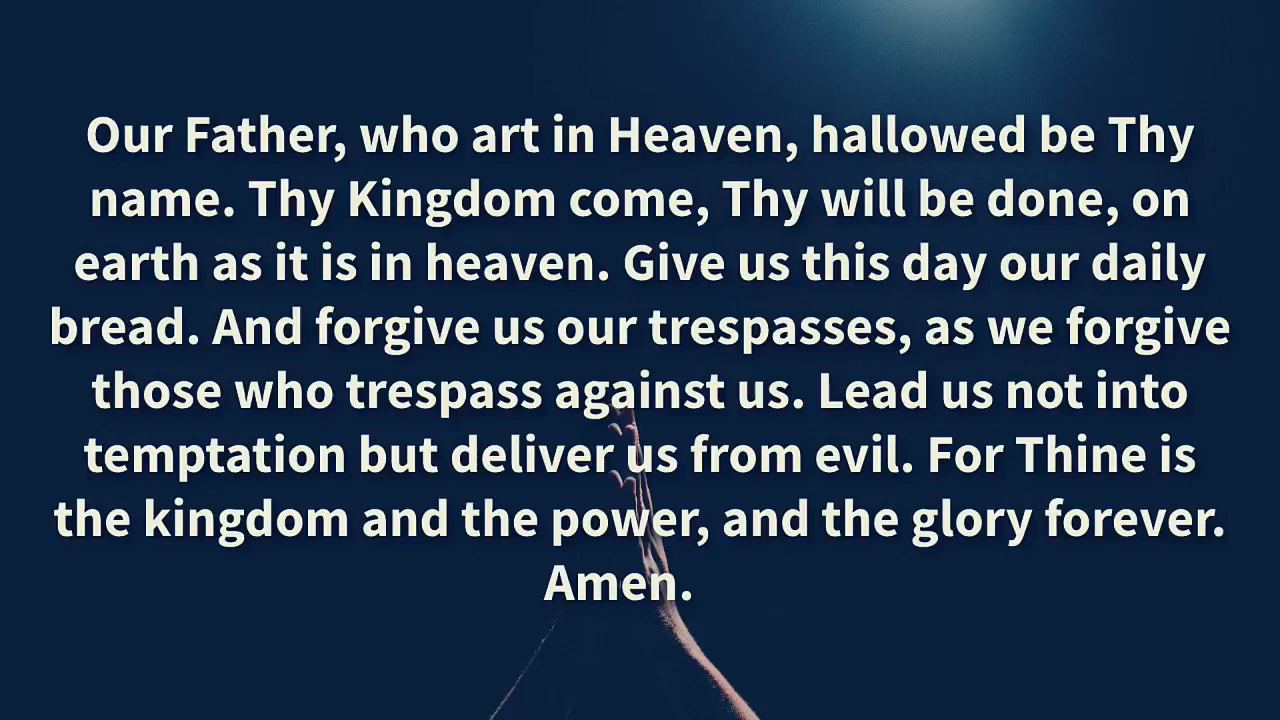 Our Father, who art in Heaven, hallowed be Thy
name. Thy Kingdom come, Thy will be done, on
earth as it is in heaven. Give us this day our daily
bread. And forgive us our trespasses, as we forgive
those who trespass against us. Lead us not into
temptation but deliver us from evil. For Thine is
the kingdom and the power, and the glory forever.
Amen.